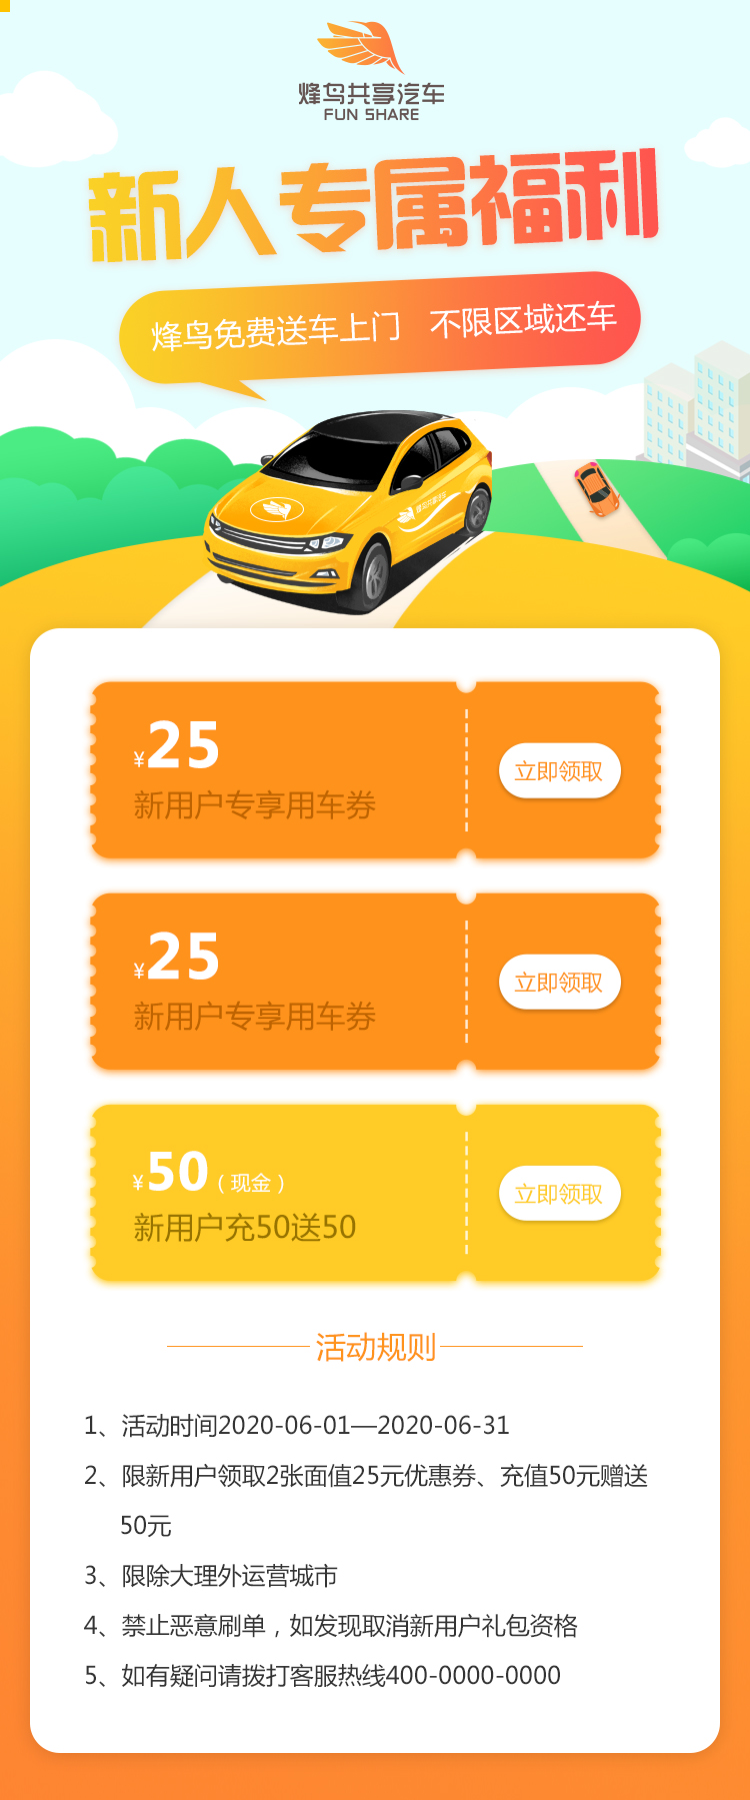 烽鸟共享汽车
FUN SHARE
新人专属福利
烽鸟免费送车上门 不限区域还车
烽鸟共享汽车
¥25
新用户专享用车券
立即领取
¥25
新用户专享用车券
立即领取
¥50（现金）
新用户充50送50
立即领取
活动规则
1、活动时间2020-06-01—2020-06-31
2、限新用户领取2张面值25元优惠券、充值50元赠送
50元
3、限除大理外运营城市
4、禁止恶意刷单，如发现取消新用户礼包资格
5、如有疑问请拨打客服热线400-0000-0000